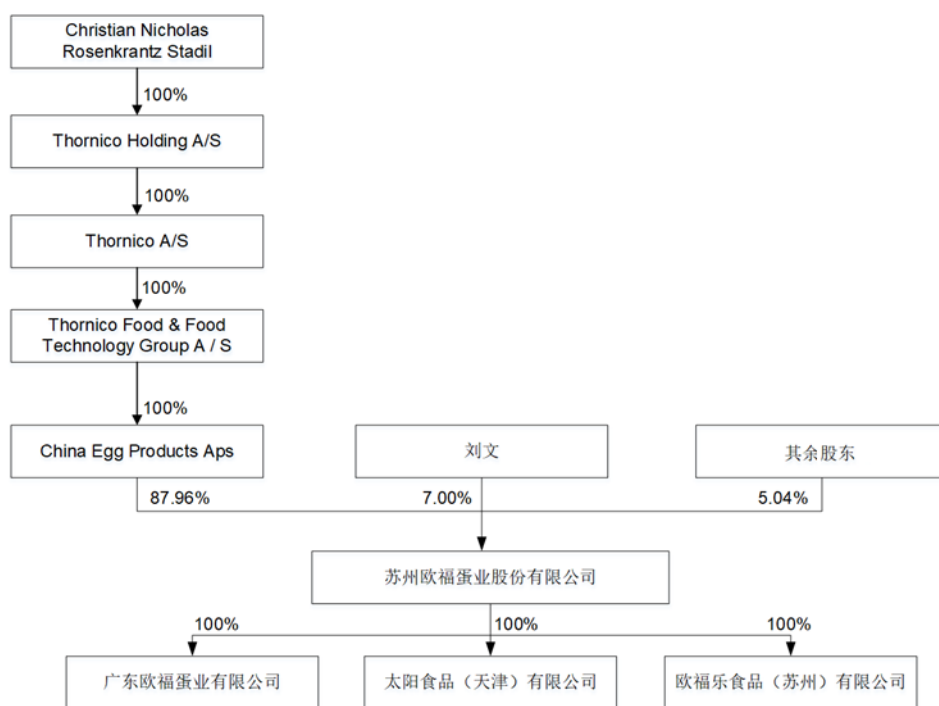 Christian Nicholas
Rosenkrantz Stadil
100%
Thornico Holding A/S
100%
Thornico A/S
100%
Thornico Food & Food
Technology Group A / S
100%
China Egg Products Aps
刘文
其余股东
87.96%
7.00%
5.04%
苏州欧福蛋业股份有限公司
100%
100%
100%
广东欧福蛋业有限公司
太阳食品（天津）有限公司
欧福乐食品（苏州）有限公司